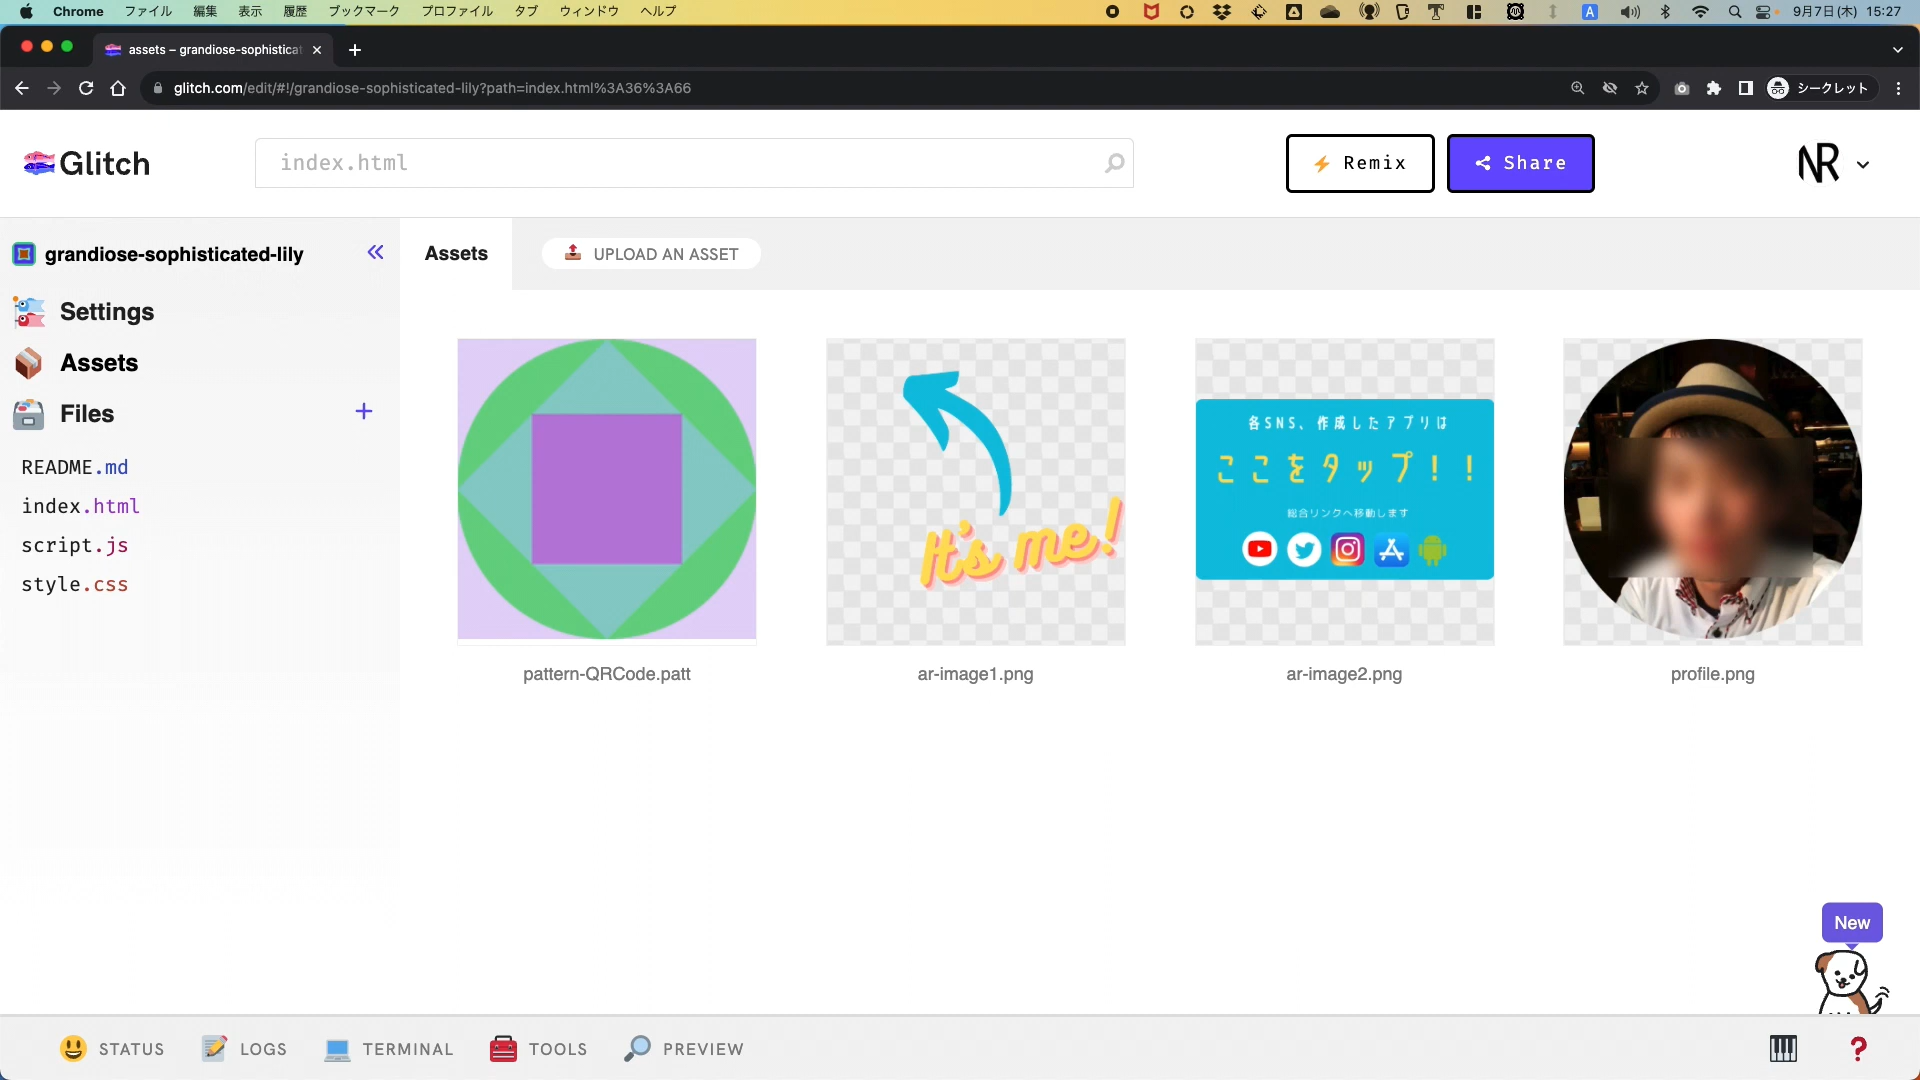 Chrome ファイル 編集 表示 履歴 ブックマーク プロファイル タブ ウィンドウ ヘルプ A 9月7日(木) 15:27
assets – grandiose-sophisticat
glitch.com/edit/#!/grandiose-sophisticated-lily?path=index.html%3A36%3A66 シークレット
Glitch index.html Remix Share NR
grandiose-sophisticated-lily
Assets UPLOAD AN ASSET
Settings
Assets
Files
README.md
index.html
script.js
style.css
It's me!
各SNS、作成したアプリは
ここをタップ！！
総合リンクへ移動します
pattern-QRCode.patt ar-image1.png ar-image2.png profile.png
New
STATUS LOGS TERMINAL TOOLS PREVIEW ?